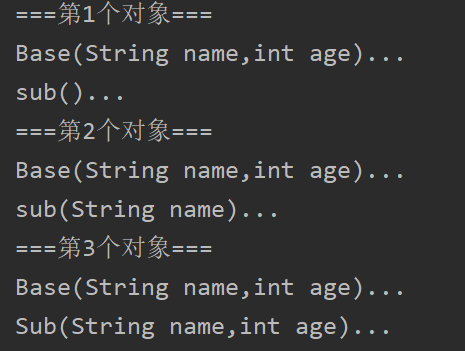 ===第1个对象===
Base(String name,int age)...
sub()...
===第2个对象===
Base(String name,int age)...
sub(String name)...
===第3个对象===
Base(String name,int age)...
Sub(String name,int age)...